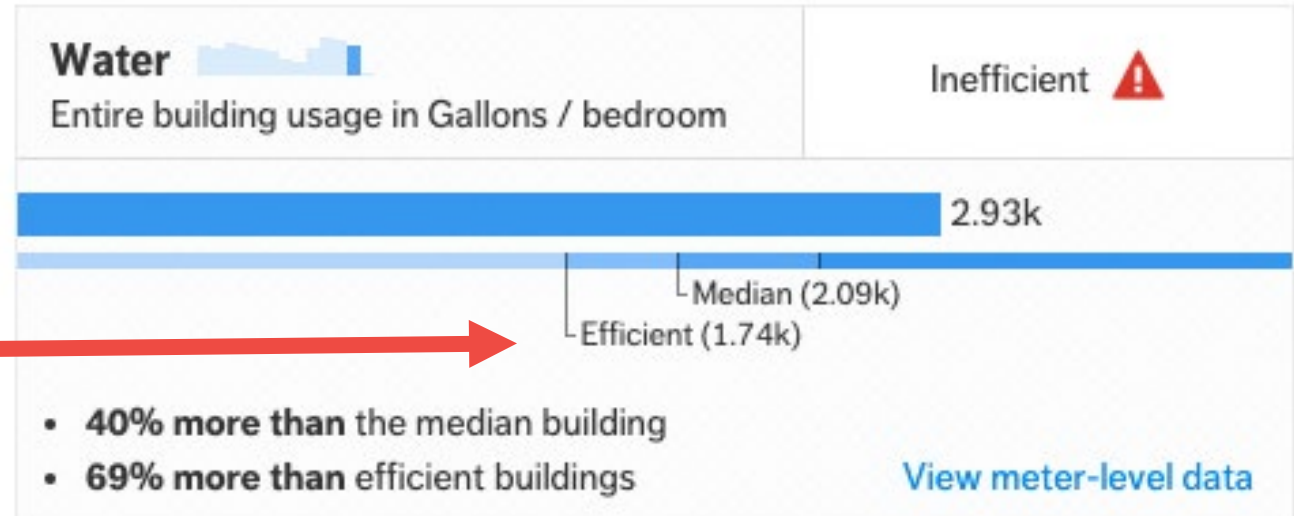 Water
Entire building usage in Gallons / bedroom
Inefficient
2.93k
Median (2.09k)
Efficient (1.74k)
• 40% more than the median building
• 69% more than efficient buildings
View meter-level data